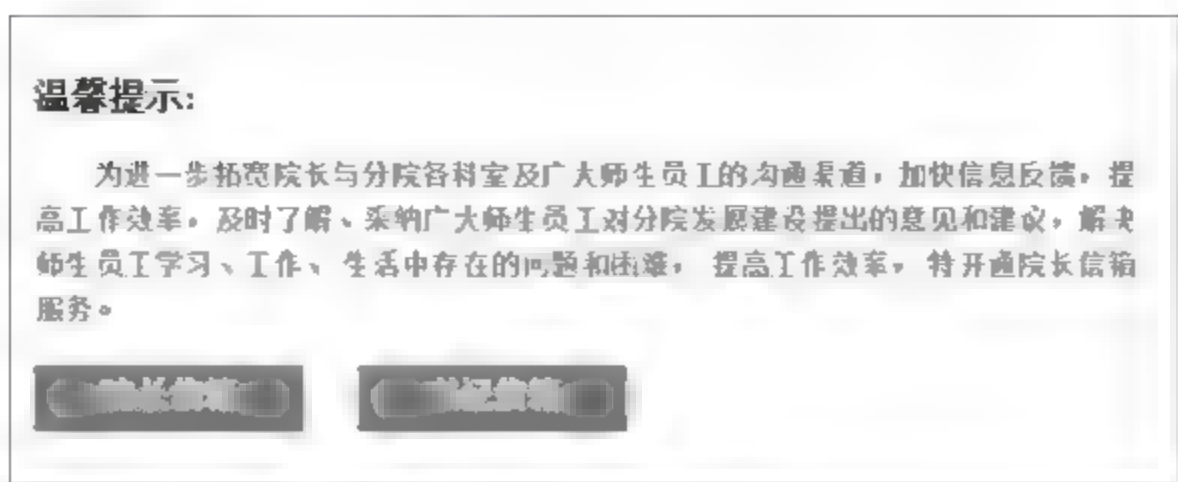 温馨提示:
为进一步拓宽院长与分院各科室及广大师生员工的沟通渠道，加快信息反馈，提
高工作效率。及时了解、采纳广大师生员工对分院发展建设提出的意见和建议，解决
师生员工学习、工作、生活中存在的问题和困难，提高工作效率，特开通院长信箱
服务。